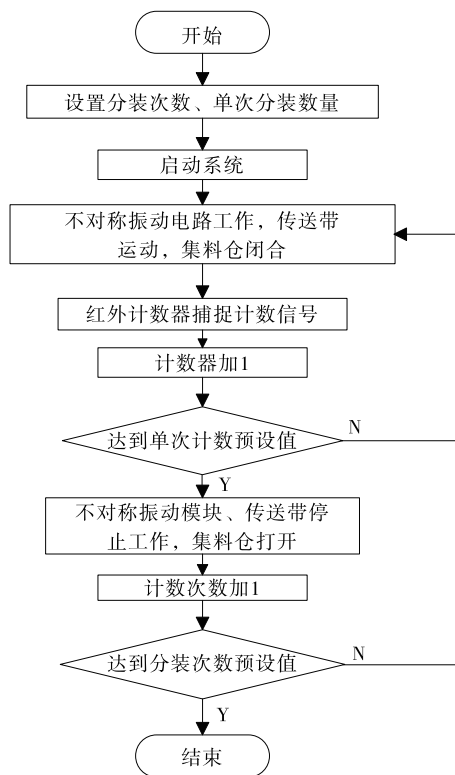 开始
设置分装次数、单次分装数量
启动系统
不对称振动电路工作，传送带
运动，集料仓闭合
红外计数器捕捉计数信号
计数器加1
达到单次计数预设值
N
Y
不对称振动模块、传送带停
止工作，集料仓打开
计数次数加1
达到分装次数预设值
N
Y
结束